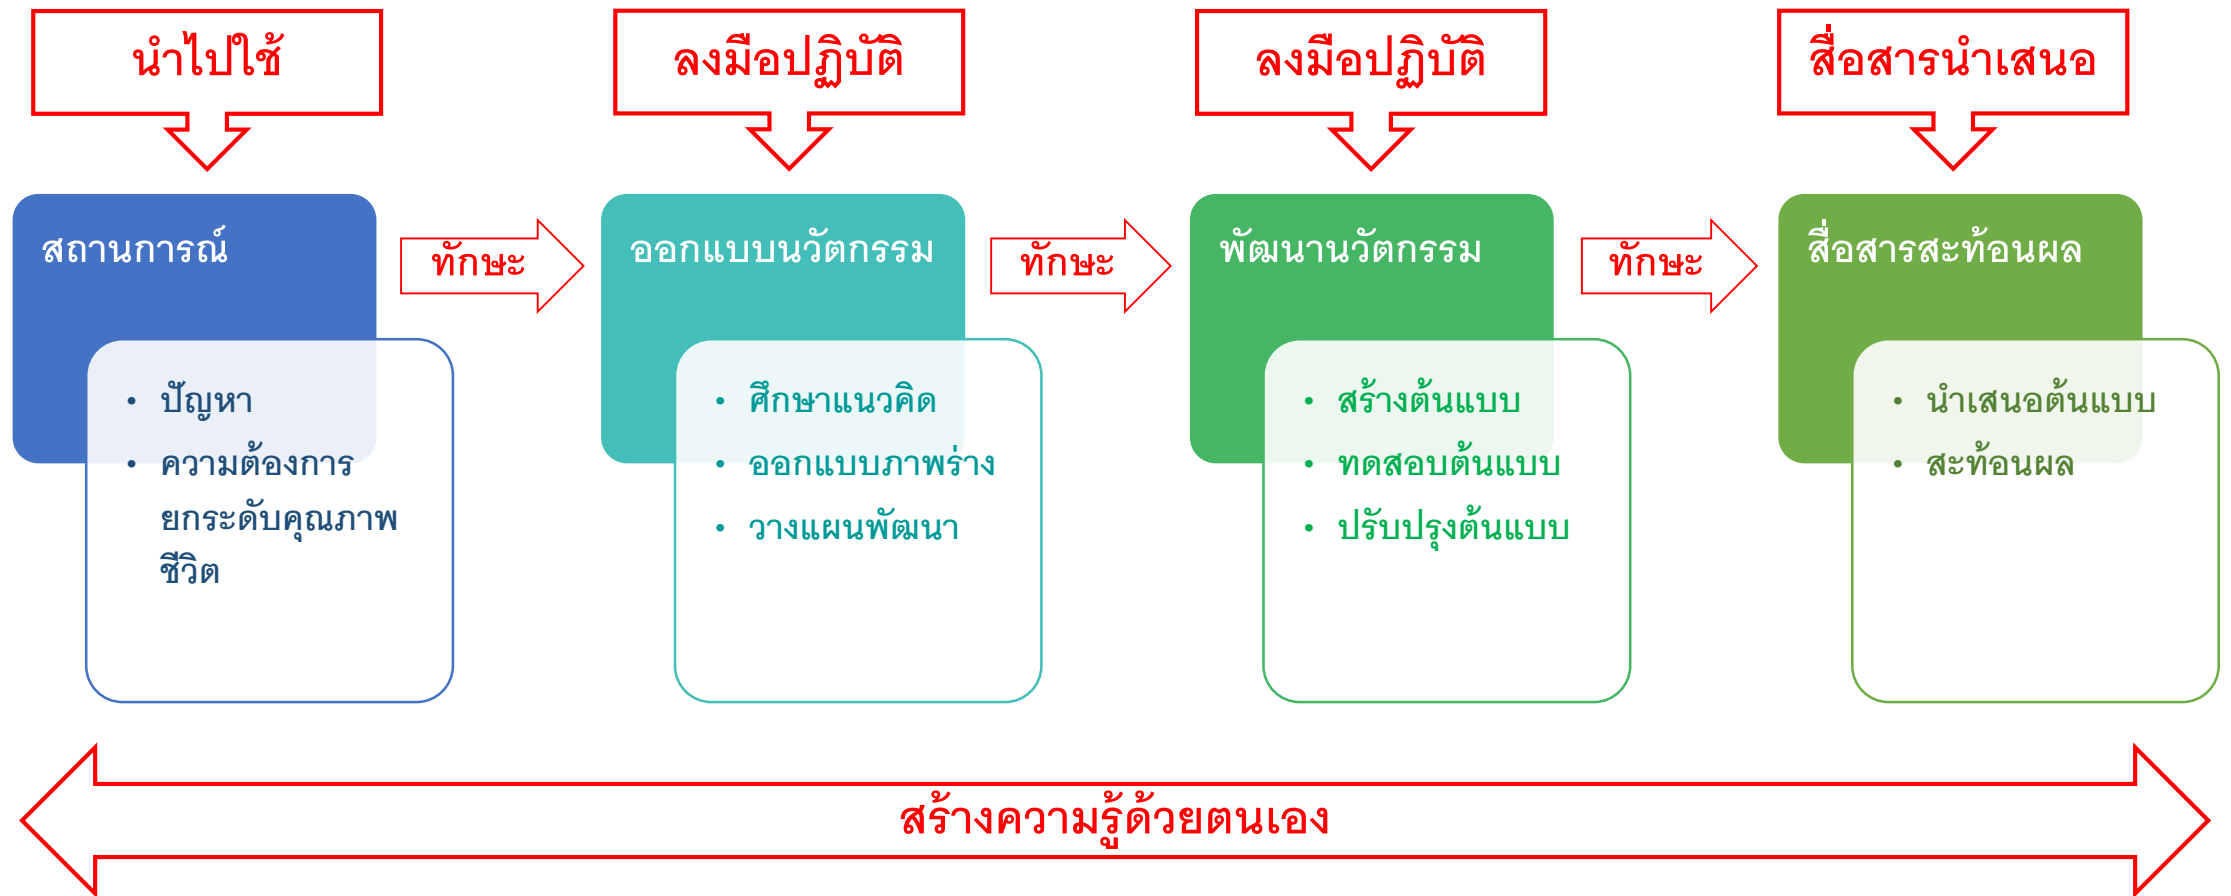 นำไปใช้
ลงมือปฏิบัติ
ลงมือปฏิบัติ
สื่อสารนำเสนอ
สถานการณ์
ทักษะ
ออกแบบนวัตกรรม
ทักษะ
พัฒนานวัตกรรม
ทักษะ
สื่อสารสะท้อนผล
• ปัญหา
• ความต้องการ
ยกระดับคุณภาพ
ชีวิต
• ศึกษาแนวคิด
• ออกแบบภาพร่าง
• วางแผนพัฒนา
• สร้างต้นแบบ
• ทดสอบต้นแบบ
• ปรับปรุงต้นแบบ
• นำเสนอต้นแบบ
• สะท้อนผล
สร้างความรู้ด้วยตนเอง